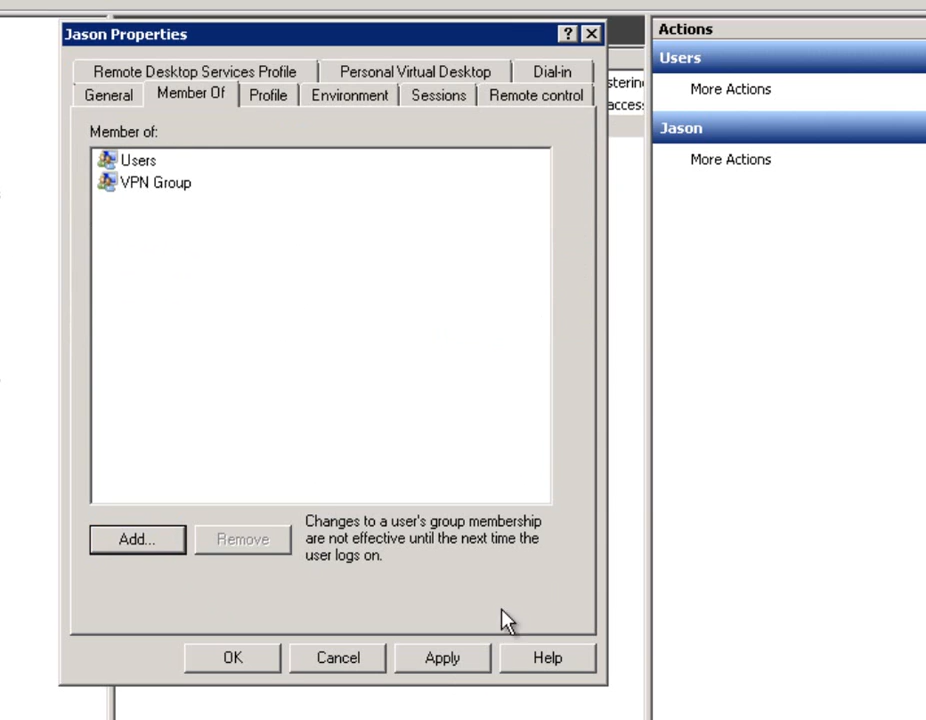 Jason Properties
Remote Desktop Services Profile
Personal Virtual Desktop
Dial-in
General
Member Of
Profile
Environment
Sessions
Remote control
Member of:
Users
VPN Group
Add...
Remove
Changes to a user's group membership
are not effective until the next time the
user logs on.
OK
Cancel
Apply
Help
Actions
Users
More Actions
Jason
More Actions